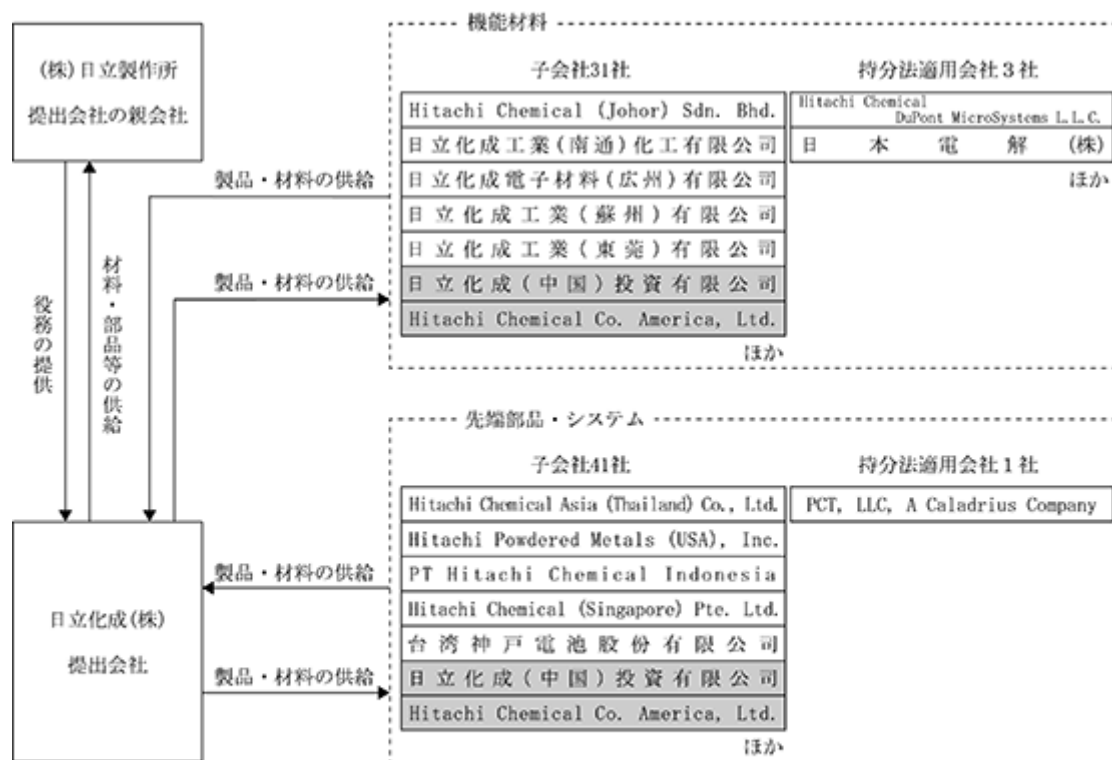 (株)日立製作所
提出会社の親会社
役務の提供
材料・部品等の供給
日立化成(株)
提出会社
製品・材料の供給
製品・材料の供給
製品・材料の供給
製品・材料の供給
機能材料
子会社31社
Hitachi Chemical (Johor) Sdn. Bhd.
日立化成工業(南通)化工有限公司
日立化成電子材料(広州)有限公司
日立化成工業(蘇州)有限公司
日立化成工業(東莞)有限公司
日立化成(中国)投資有限公司
Hitachi Chemical Co. America, Ltd.
ほか
持分法適用会社3社
Hitachi Chemical
DuPont MicroSystems L.L.C.
日本電解(株)
ほか
先端部品・システム
子会社41社
Hitachi Chemical Asia (Thailand) Co., Ltd.
Hitachi Powdered Metals (USA), Inc.
PT Hitachi Chemical Indonesia
Hitachi Chemical (Singapore) Pte. Ltd.
台湾神戸電池股份有限公司
日立化成(中国)投資有限公司
Hitachi Chemical Co. America, Ltd.
ほか
持分法適用会社1社
PCT, LLC, A Caladrius Company